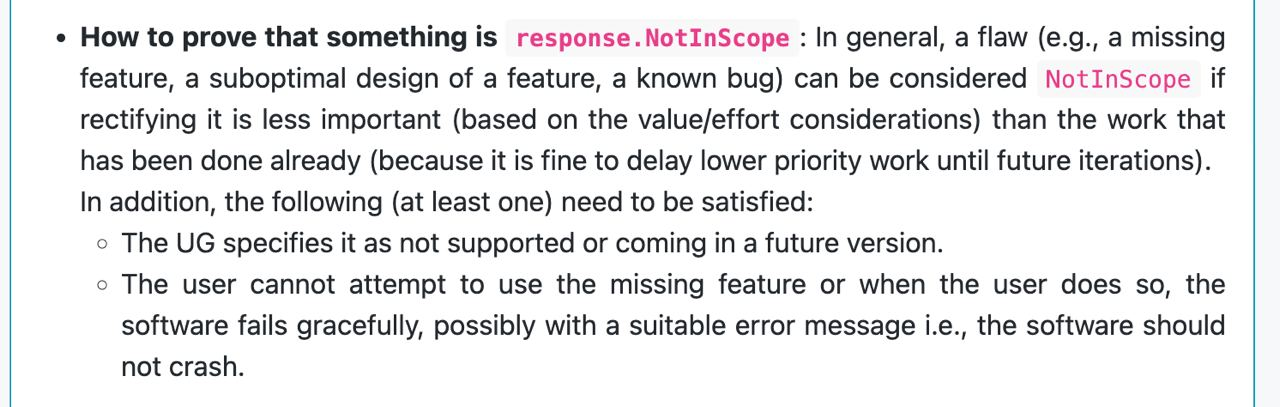 • How to prove that something is response.NotInScope : In general, a flaw (e.g., a missing
feature, a suboptimal design of a feature, a known bug) can be considered NotInScope if
rectifying it is less important (based on the value/effort considerations) than the work that
has been done already (because it is fine to delay lower priority work until future iterations).
In addition, the following (at least one) need to be satisfied:
◦ The UG specifies it as not supported or coming in a future version.
◦ The user cannot attempt to use the missing feature or when the user does so, the
software fails gracefully, possibly with a suitable error message i.e., the software should
not crash.